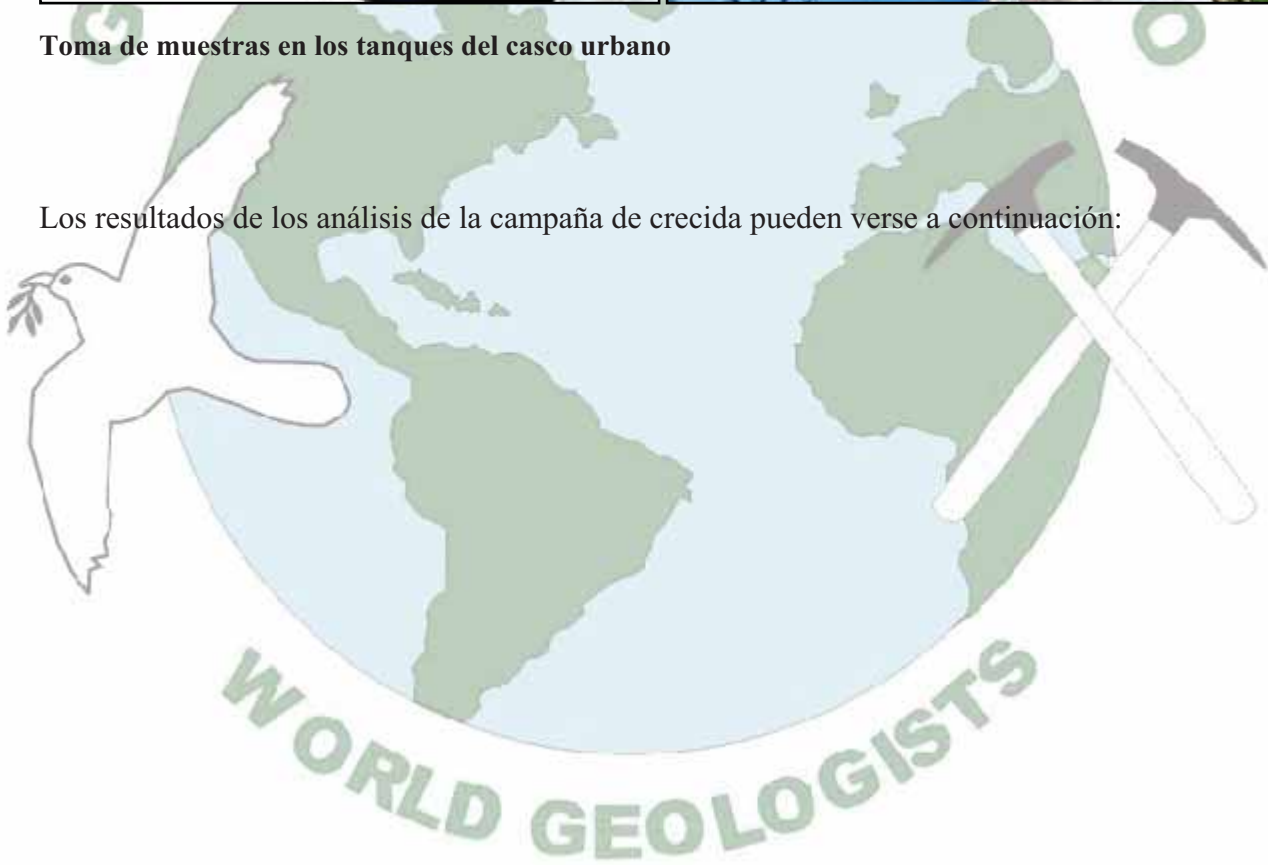 G O
Toma de muestras en los tanques del casco urbano
Los resultados de los análisis de la campaña de crecida pueden verse a continuación:
WORLD GEOLOGISTS